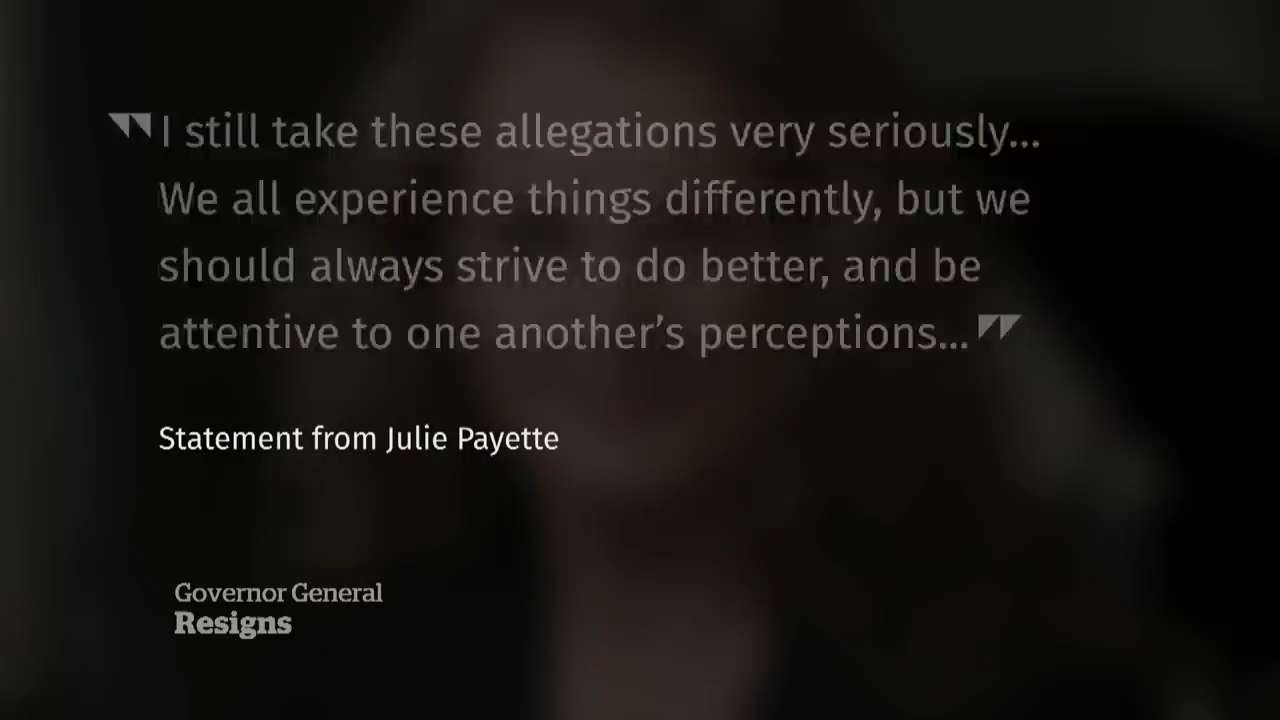 "I still take these allegations very seriously...
We all experience things differently, but we
should always strive to do better, and be
attentive to one another’s perceptions..."
Statement from Julie Payette
Governor General
Resigns